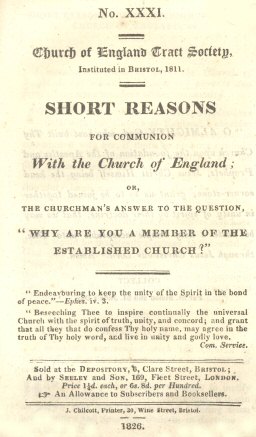 No. XXXI.
Church of England Tract Society,
Instituted in BRISTOL, 1811.
SHORT REASONS
FOR COMMUNION
With the Church of England;
OR,
THE CHURCHMAN'S ANSWER TO THE QUESTION,
"WHY ARE YOU A MEMBER OF THE
ESTABLISHED CHURCH?"
"Endeavouring to keep the unity of the Spirit in the bond
of peace."—Ephes. iv. 3.
"Beseeching Thee to inspire continually the universal
Church with the spirit of truth, unity, and concord; and grant
that all they that do confess Thy holy name, may agree in the
truth of Thy holy word, and live in unity and godly love.
Com. Service.
Sold at the DEPOSITORY, 6, Clare Street, BRISTOL;
And by SEELEY and SON, 169, Fleet Street, LONDON.
Price 1¼d. each, or 6s. 8d. per Hundred.
☞ An Allowance to Subscribers and Booksellers.
J. Chilcott, Printer, 30, Wine Street, Bristol.
1826.